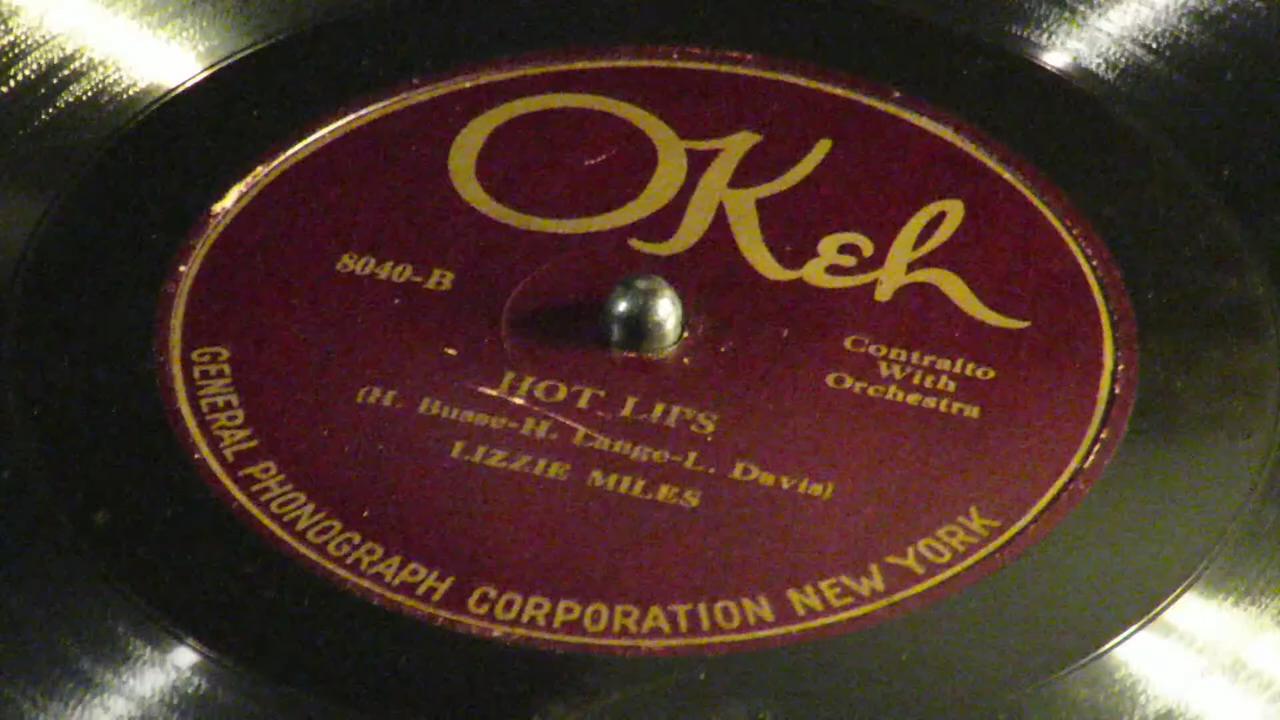 OKeh
8040-B
Contralto
With
Orchestra
HOT LIPS
(H. Busse-H. Lange-L. Davis)
LIZZIE MILES
GENERAL PHONOGRAPH CORPORATION NEW YORK